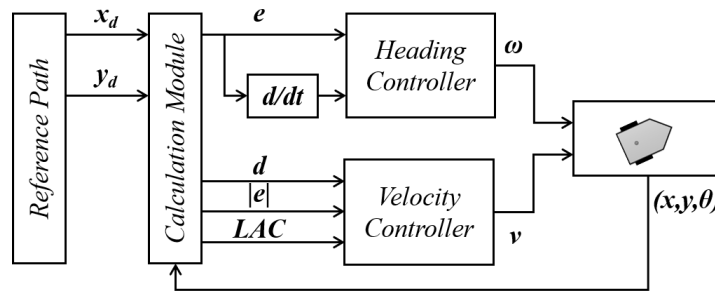 Reference Path
x_d
y_d
Calculation Module
e
d/dt
Heading
Controller
ω
d
|e|
LAC
Velocity
Controller
v
(x,y,θ)